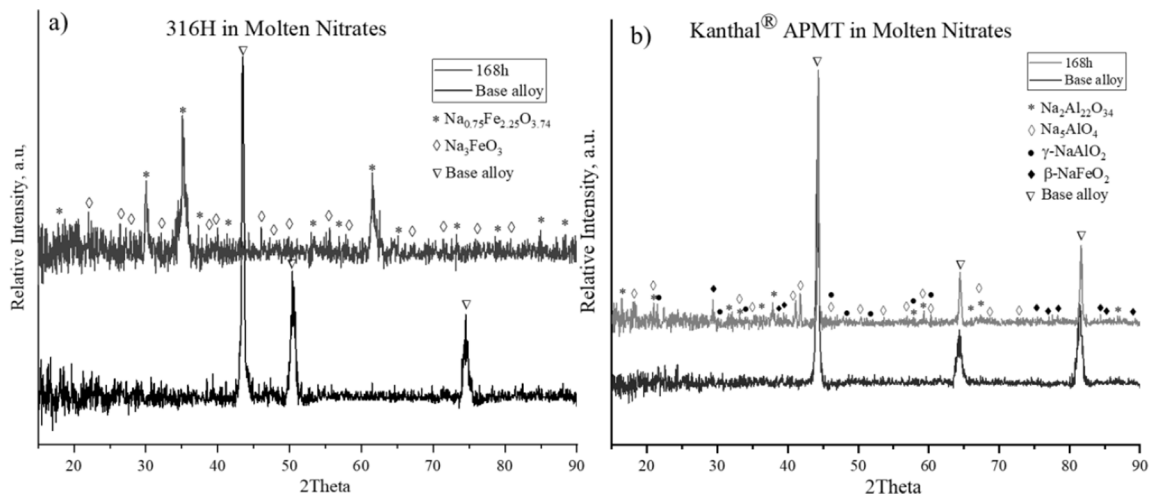 a)
316H in Molten Nitrates
168h
Base alloy
* Na0.75Fe2.25O3.74
◊ Na3FeO3
▽ Base alloy
Relative Intensity, a.u,
20 30 40 50 60 70 80 90
2Theta
b)
Kanthal® APMT in Molten Nitrates
168h
Base alloy
* Na2Al22O34
◊ Na5AlO4
● γ-NaAlO2
♦ β-NaFeO2
▽ Base alloy
Relative Intensity, a.u.
20 30 40 50 60 70 80 90
2Theta